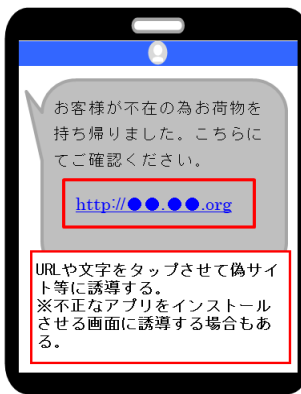 お客様が不在の為お荷物を
持ち帰りました。こちらに
てご確認ください。
http://●●.●●.org
URLや文字をタップさせて偽サイ
ト等に誘導する。
※不正なアプリをインストール
させる画面に誘導する場合もあ
る。